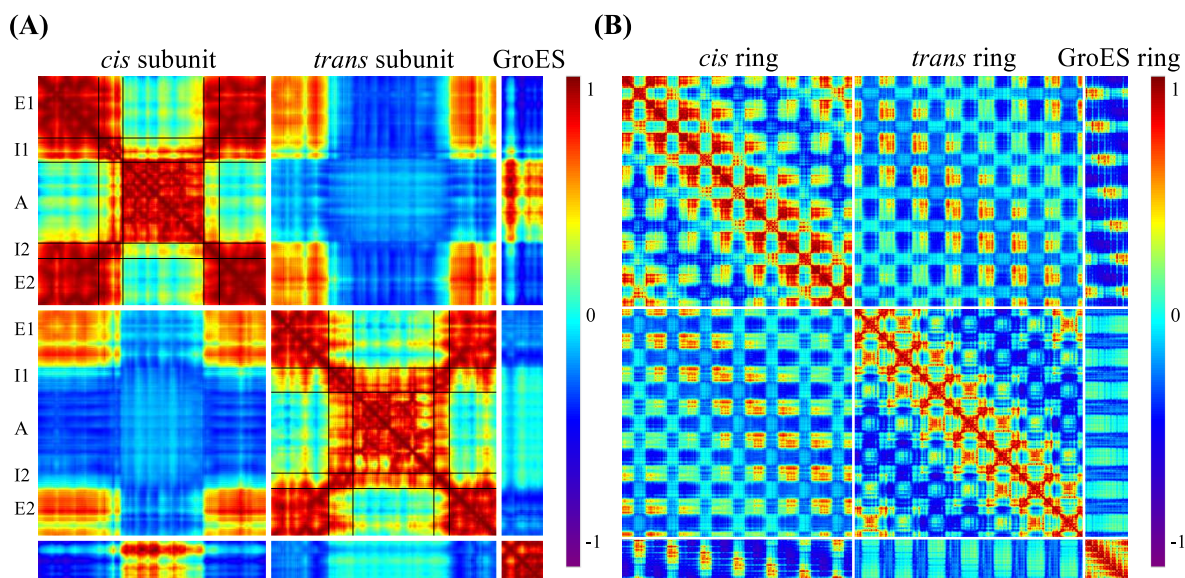 (A)
cis subunit trans subunit GroES
E1
I1
A
I2
E2
E1
I1
A
I2
E2
1
0
-1
(B)
cis ring trans ring GroES ring
1
0
-1